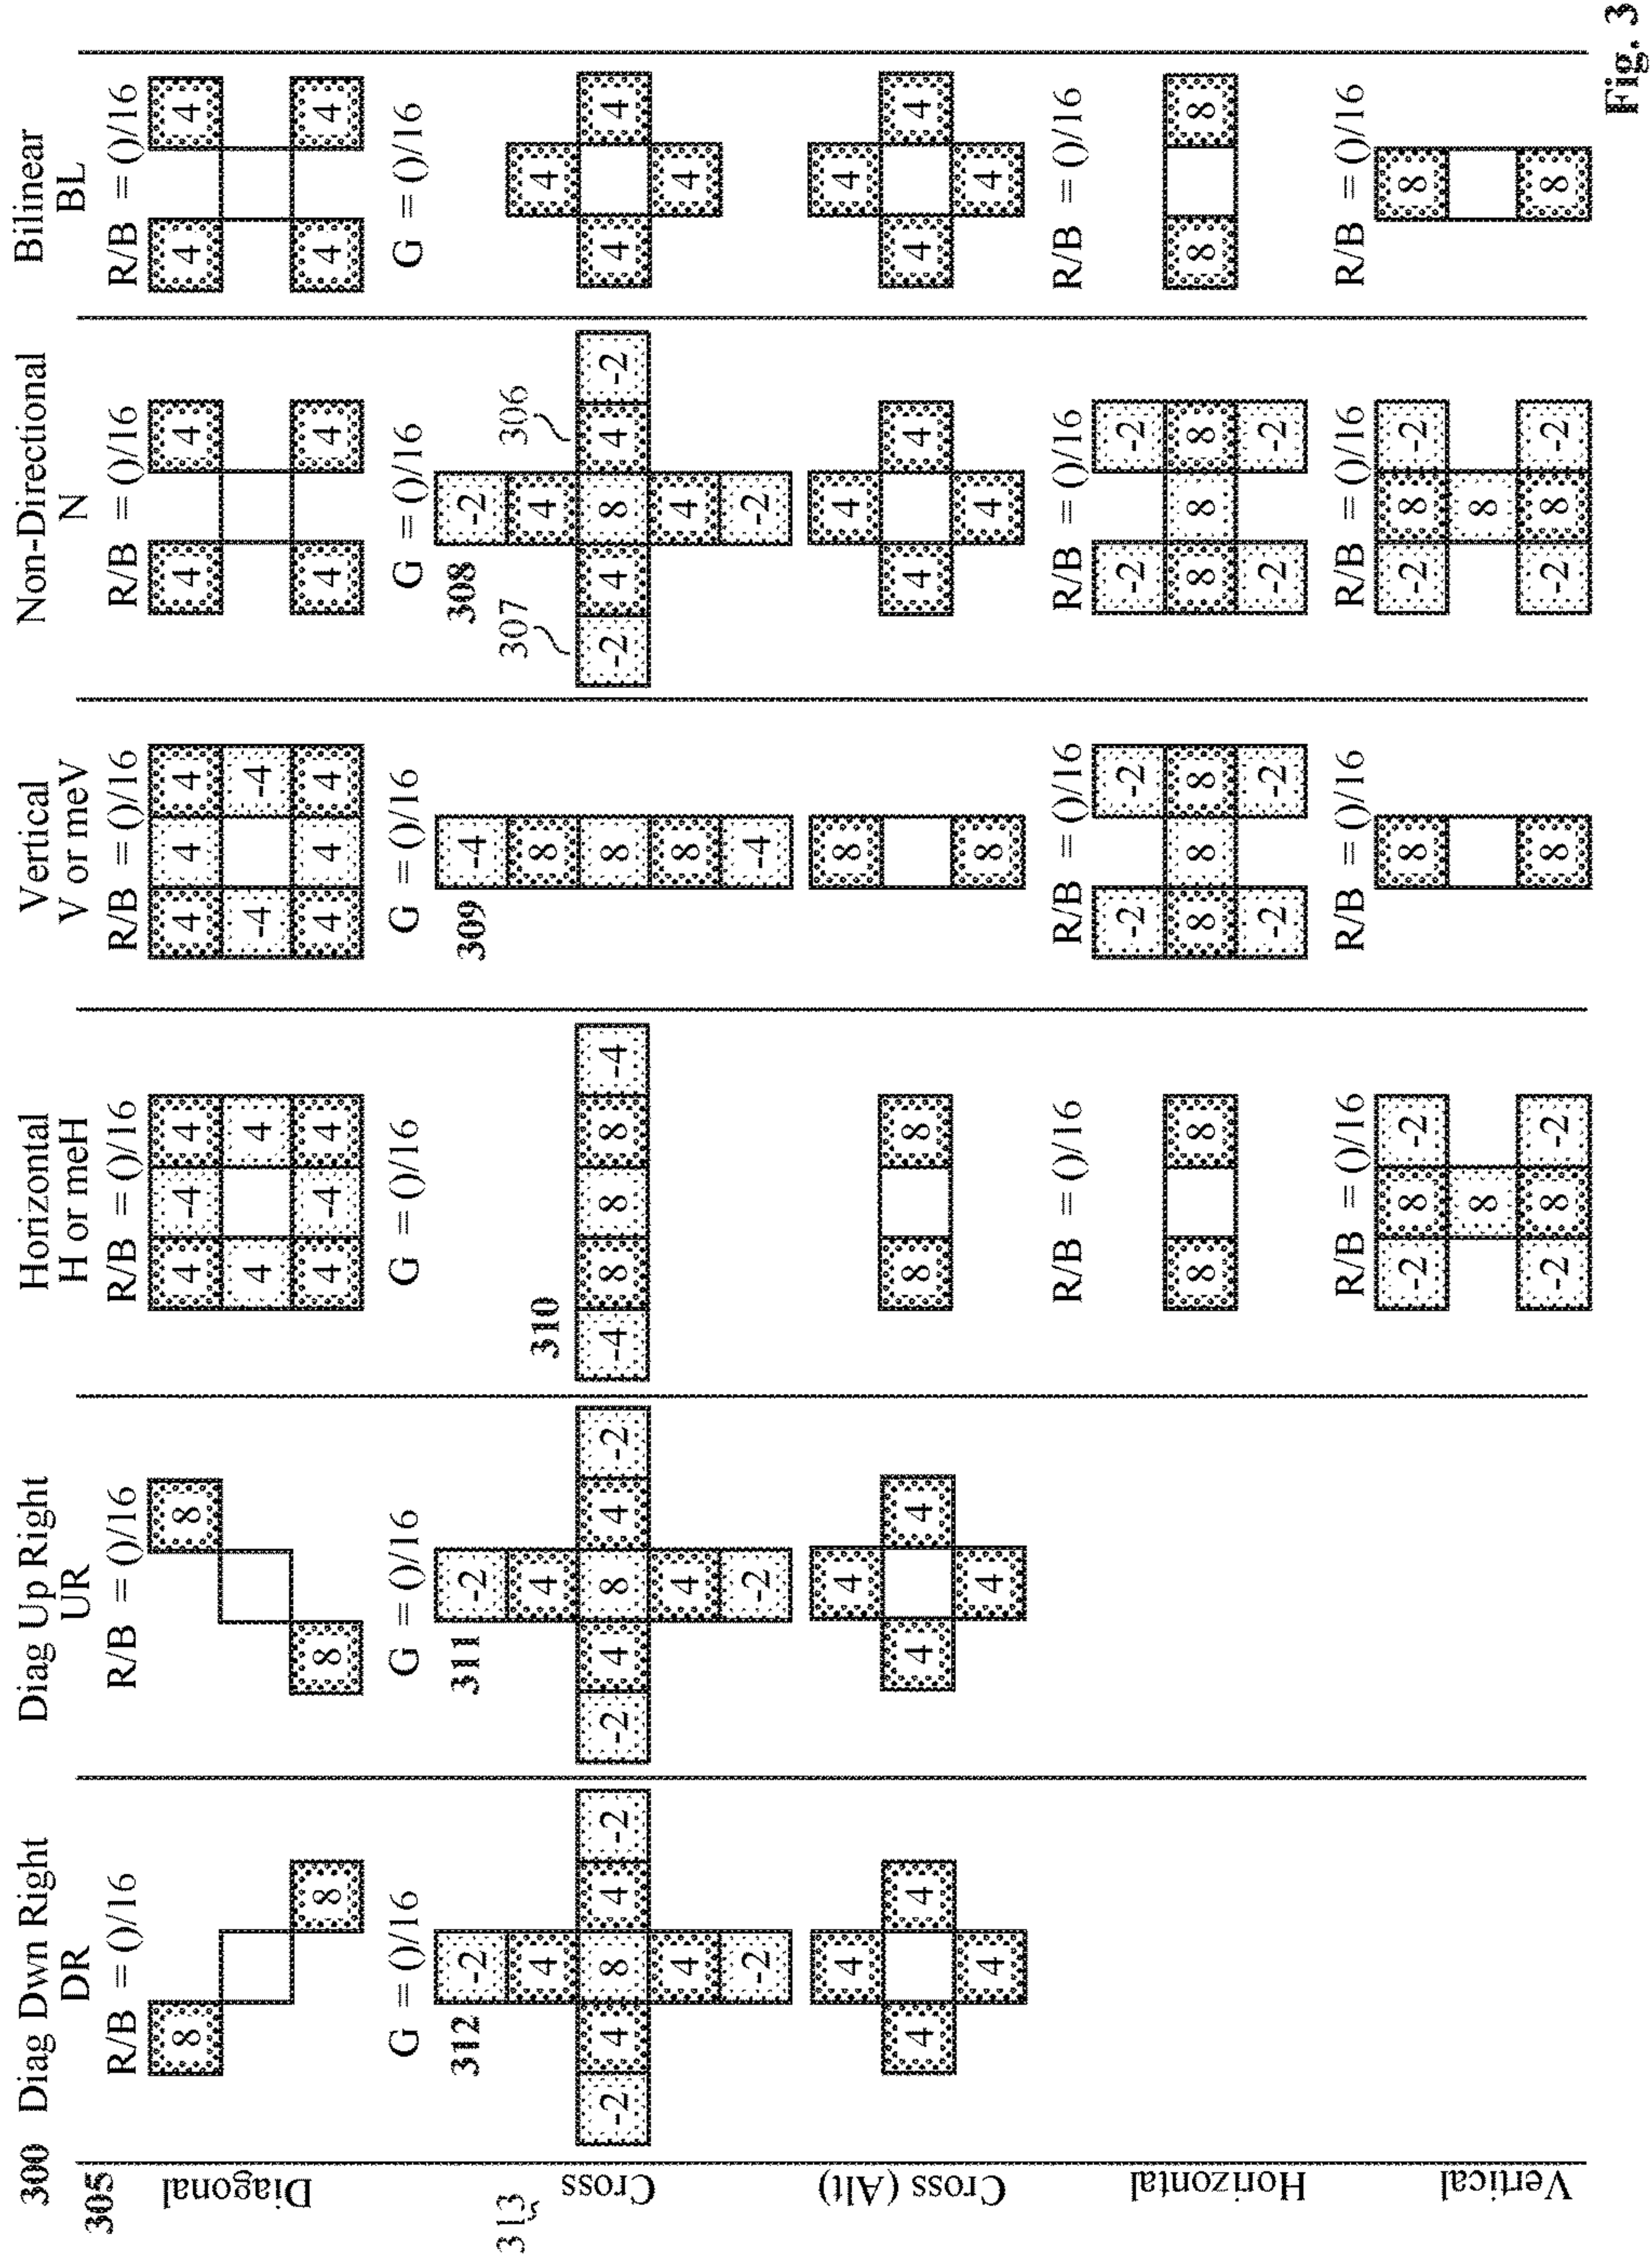 300 Diag Dwn Right Diag Up Right Horizontal Vertical Non-Directional Bilinear
DR UR H or meH V or meV N BL
305 R/B = ()/16 R/B = ()/16 R/B = ()/16 R/B = ()/16 R/B = ()/16 R/B = ()/16
Diagonal
8 8 4 -4 4 4 4 4 4 4 4 4
4 4 -4 -4
8 8 4 -4 4 4 4 4 4 4 4 4
G = ()/16 G = ()/16 G = ()/16 G = ()/16 G = ()/16 G = ()/16
312 -2 311 -2 309 -4 308 -2
313 4 4 310 8 307 4 306 4
Cross
-2 4 8 4 -2 -2 4 8 4 -2 -4 8 8 8 -4 8 -2 4 8 4 -2 4 4
4 4 8 4 4
-2 -2 -4 -2
Cross (Alt)
4 4 8 4 4
4 4 4 4 8 8 4 4 4 4
4 4 8 4 4
R/B = ()/16 R/B = ()/16 R/B = ()/16 R/B = ()/16
Horizontal
-2 -2 -2 -2
8 8 8 8 8 8 8 8 8 8
-2 -2 -2 -2
R/B = ()/16 R/B = ()/16 R/B = ()/16 R/B = ()/16
Vertical
-2 8 -2 8 -2 8 -2 8
8 8
-2 8 -2 8 -2 8 -2 8
Fig. 3